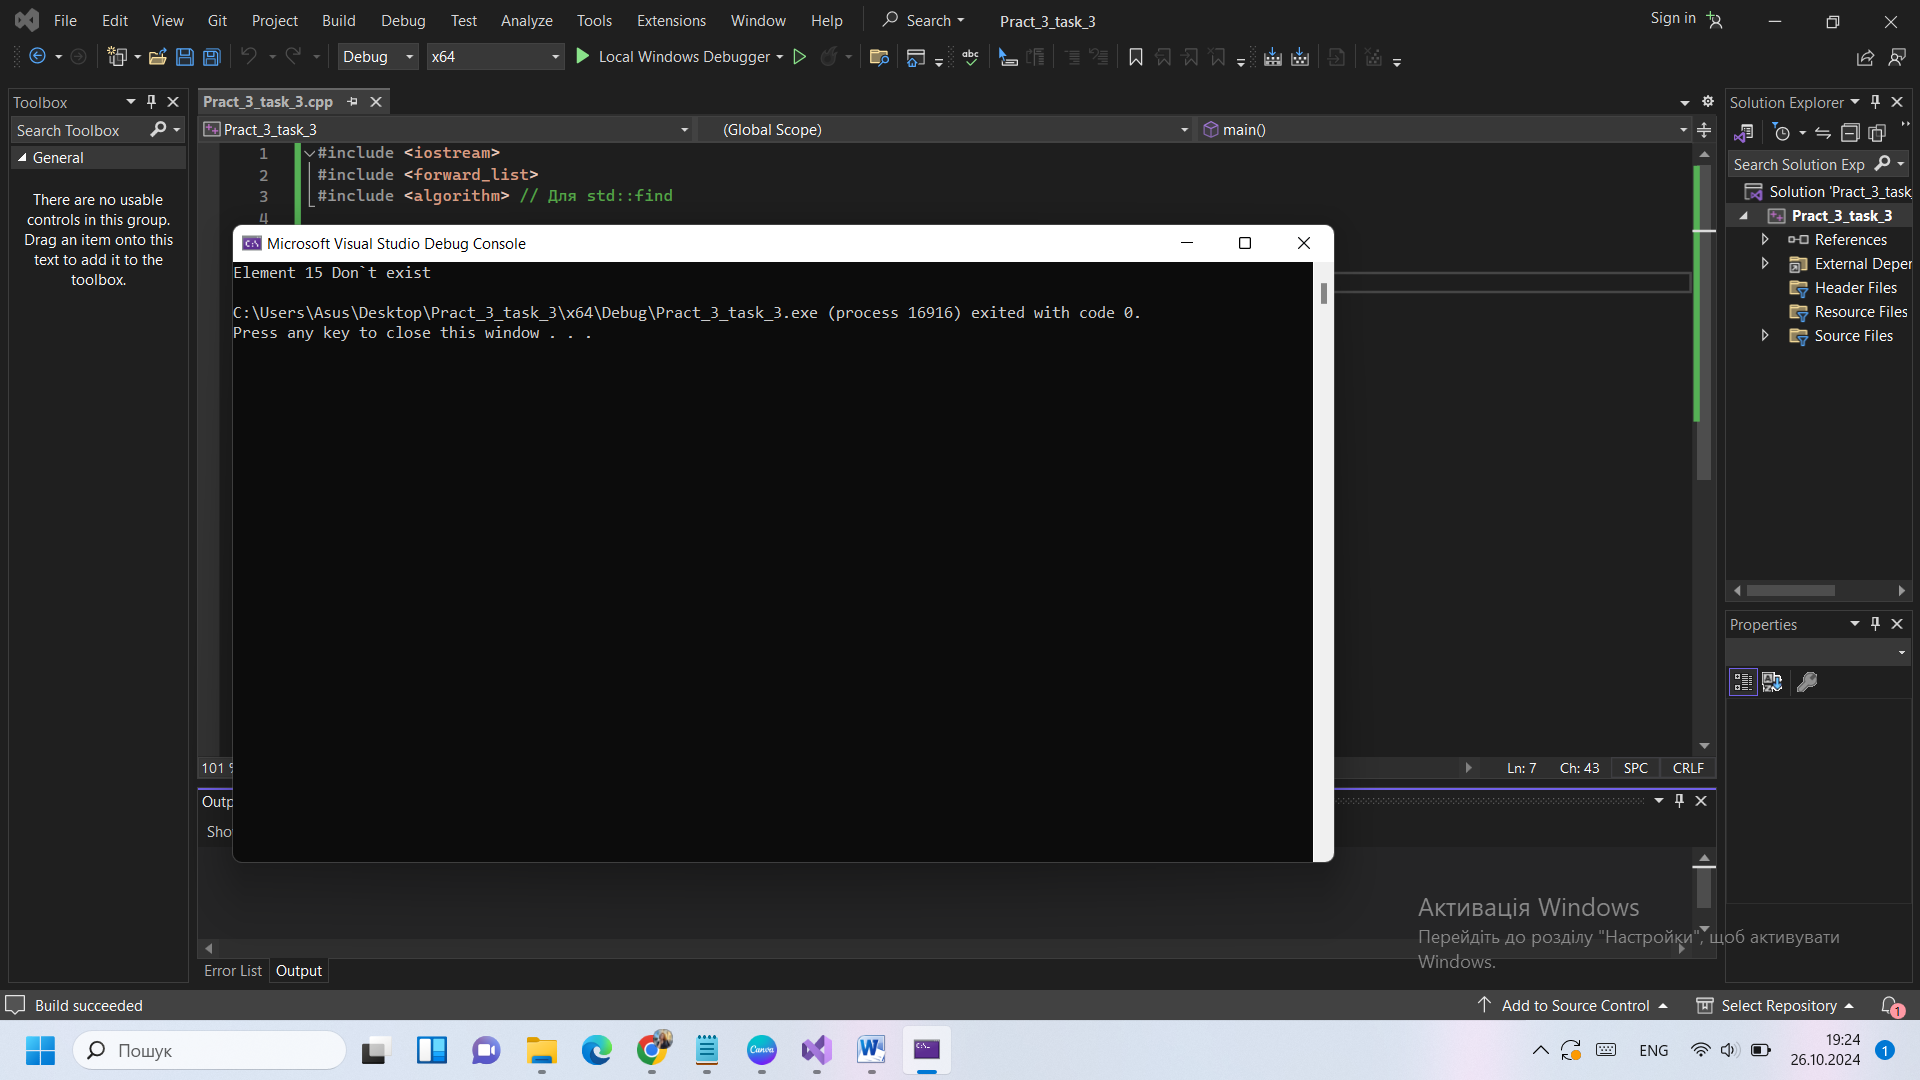 File Edit View Git Project Build Debug Test Analyze Tools Extensions Window Help Search Pract_3_task_3 Sign in
Debug x64 Local Windows Debugger
Toolbox
Search Toolbox
General
There are no usable
controls in this group.
Drag an item onto this
text to add it to the
toolbox.
Pract_3_task_3.cpp
Pract_3_task_3 (Global Scope) main()
1 #include <iostream>
2 #include <forward_list>
3 #include <algorithm> // Для std::find
4
Microsoft Visual Studio Debug Console
Element 15 Don`t exist
C:\Users\Asus\Desktop\Pract_3_task_3\x64\Debug\Pract_3_task_3.exe (process 16916) exited with code 0.
Press any key to close this window . . .
101 %
Ln: 7 Ch: 43 SPC CRLF
Outp
Sho
Error List Output
Solution Explorer
Search Solution Exp
Solution 'Pract_3_task
Pract_3_task_3
References
External Deper
Header Files
Resource Files
Source Files
Properties
Активація Windows
Перейдіть до розділу "Настройки", щоб активувати
Windows.
Build succeeded Add to Source Control Select Repository 1
Пошук Canva ENG 19:24
26.10.2024 1